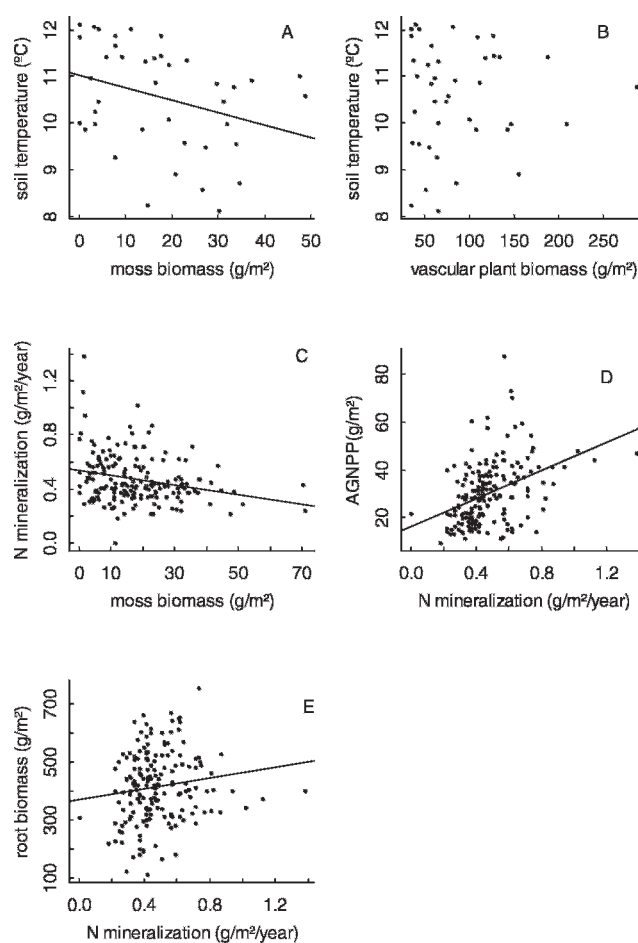 A
soil temperature (ºC)
12
11
10
9
8
0 10 20 30 40 50
moss biomass (g/m²)
B
soil temperature (ºC)
12
11
10
9
8
50 100 150 200 250
vascular plant biomass (g/m²)
C
N mineralization (g/m²/year)
1.2
0.8
0.4
0.0
0 10 20 30 40 50 60 70
moss biomass (g/m²)
D
AGNPP(g/m²)
80
60
40
20
0.0 0.4 0.8 1.2
N mineralization (g/m²/year)
E
root biomass (g/m²)
700
500
300
100
0.0 0.4 0.8 1.2
N mineralization (g/m²/year)